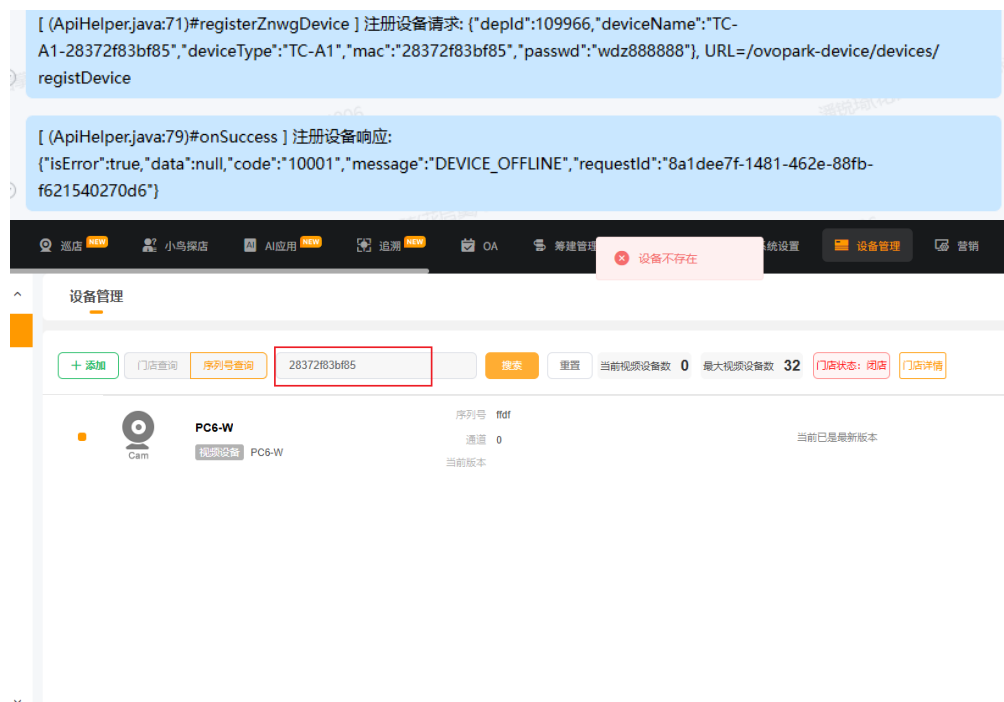 [ (ApiHelper.java:71)#registerZnwgDevice ] 注册设备请求: {"depId":109966,"deviceName":"TC-
A1-28372f83bf85","deviceType":"TC-A1","mac":"28372f83bf85","passwd":"wdz888888"}, URL=/ovopark-device/devices/
registDevice
[ (ApiHelper.java:79)#onSuccess ] 注册设备响应:
{"isError":true,"data":null,"code":"10001","message":"DEVICE_OFFLINE","requestId":"8a1dee7f-1481-462e-88fb-
f621540270d6"}
巡店 NEW 小鸟探店 AI AI应用 NEW 追溯 NEW OA 筹建管理 系统设置 设备管理 营销
设备不存在
设备管理
+ 添加 门店查询 序列号查询 28372f83bf85 搜索 重置 当前视频设备数 0 最大视频设备数 32 门店状态：闭店 门店详情
序列号 ffdf
PC6-W
通道 0
当前已是最新版本
Cam
视频设备 PC6-W
当前版本